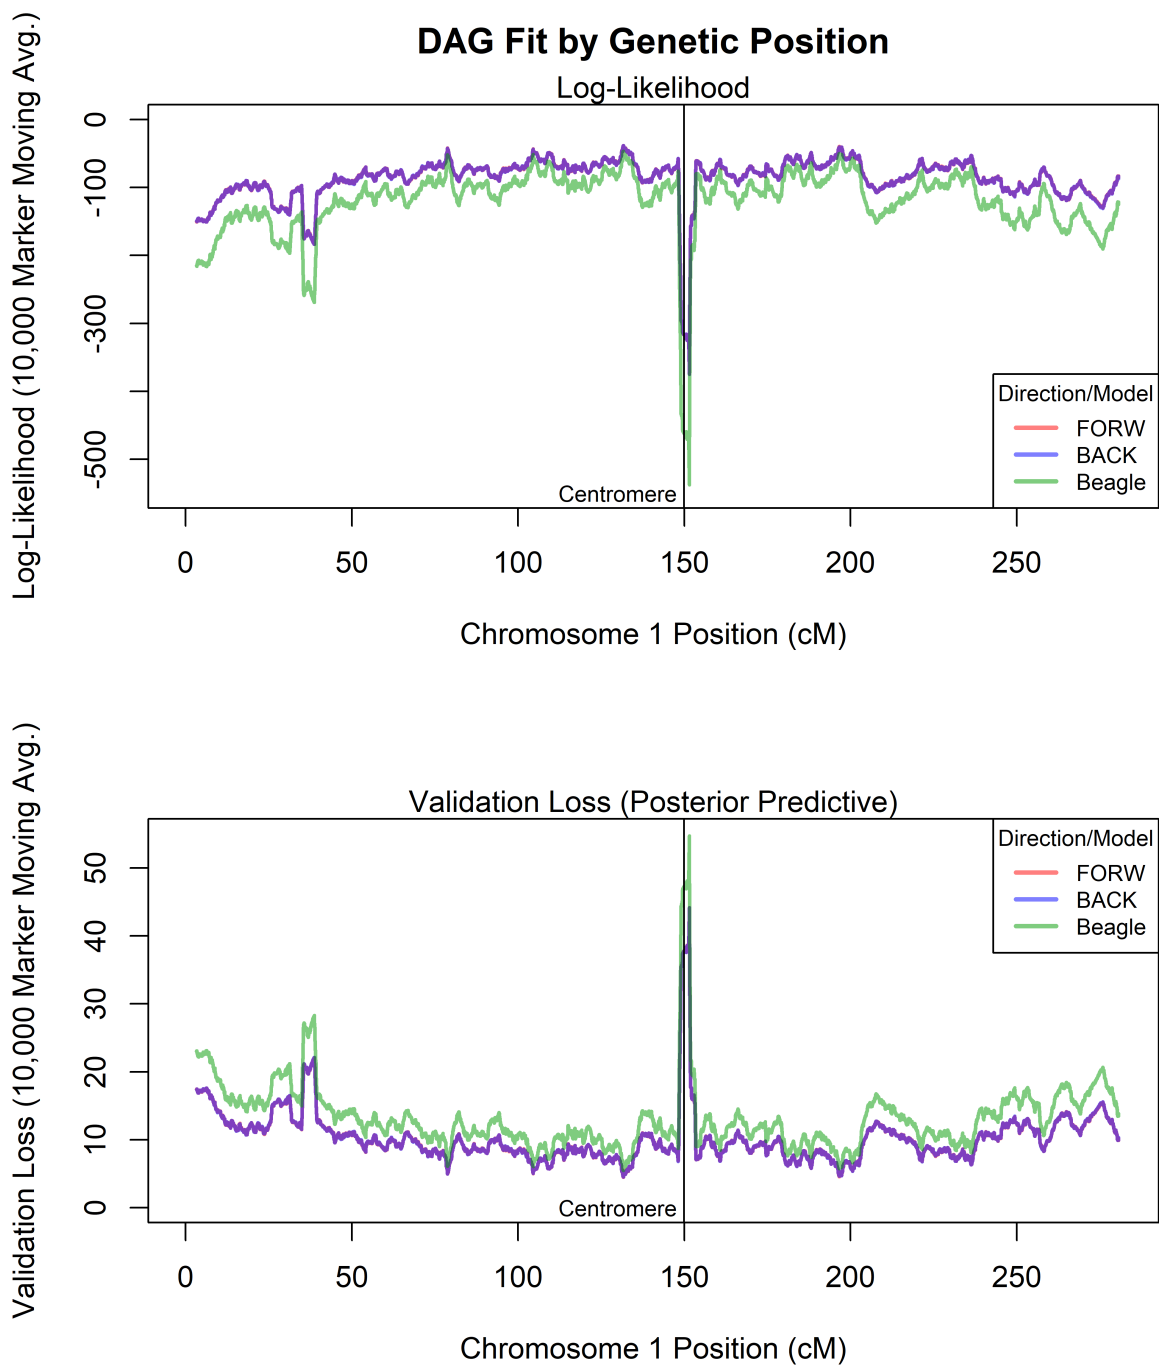 DAG Fit by Genetic Position
Log-Likelihood
Log-Likelihood (10,000 Marker Moving Avg.)
0
-100
-300
-500
Centromere
Direction/Model
FORW
BACK
Beagle
0 50 100 150 200 250
Chromosome 1 Position (cM)
Validation Loss (Posterior Predictive)
Validation Loss (10,000 Marker Moving Avg.)
50
40
30
20
10
0
Direction/Model
FORW
BACK
Beagle
Centromere
0 50 100 150 200 250
Chromosome 1 Position (cM)